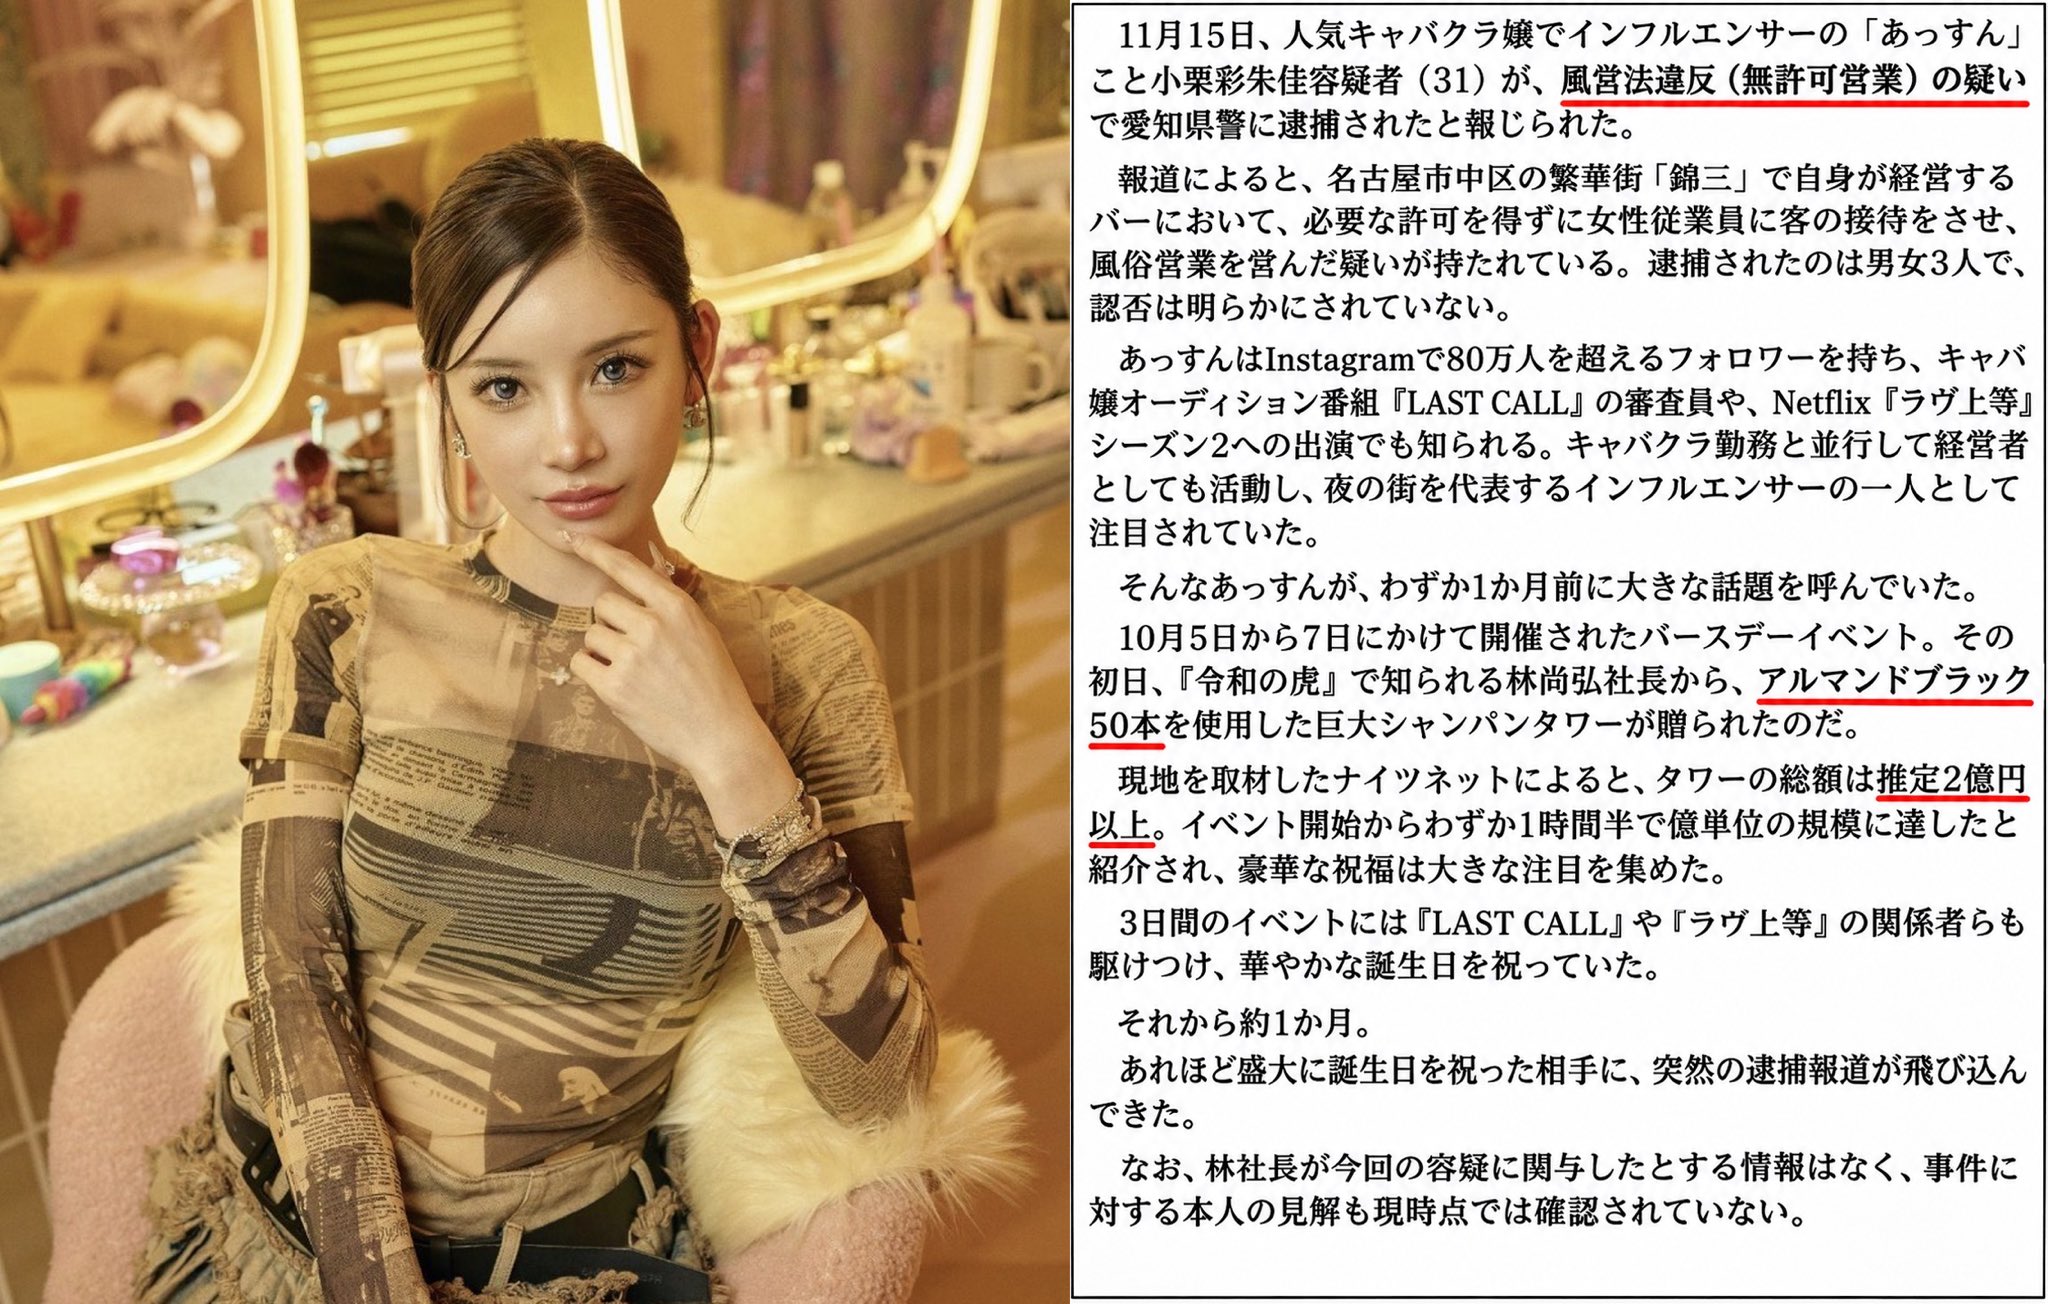 11月15日、人気キャバクラ嬢でインフルエンサーの「あっすん」
こと小栗彩朱佳容疑者（31）が、風営法違反（無許可営業）の疑い
で愛知県警に逮捕されたと報じられた。
報道によると、名古屋市中区の繁華街「錦三」で自身が経営する
バーにおいて、必要な許可を得ずに女性従業員に客の接待をさせ、
風俗営業を営んだ疑いが持たれている。逮捕されたのは男女3人で、
認否は明らかにされていない。
あっすんはInstagramで80万人を超えるフォロワーを持ち、キャバ
嬢オーディション番組『LAST CALL』の審査員や、Netflix『ラヴ上等』
シーズン2への出演でも知られる。キャバクラ勤務と並行して経営者
としても活動し、夜の街を代表するインフルエンサーの一人として
注目されていた。
そんなあっすんが、わずか1か月前に大きな話題を呼んでいた。
10月5日から7日にかけて開催されたバースデーイベント。その
初日、『令和の虎』で知られる林尚弘社長から、アルマンドブラック
50本を使用した巨大シャンパンタワーが贈られたのだ。
現地を取材したナイツネットによると、タワーの総額は推定2億円
以上。イベント開始からわずか1時間半で億単位の規模に達したと
紹介され、豪華な祝福は大きな注目を集めた。
3日間のイベントには『LAST CALL』や『ラヴ上等』の関係者らも
駆けつけ、華やかな誕生日を祝っていた。
それから約1か月。
あれほど盛大に誕生日を祝った相手に、突然の逮捕報道が飛び込ん
できた。
なお、林社長が今回の容疑に関与したとする情報はなく、事件に
対する本人の見解も現時点では確認されていない。